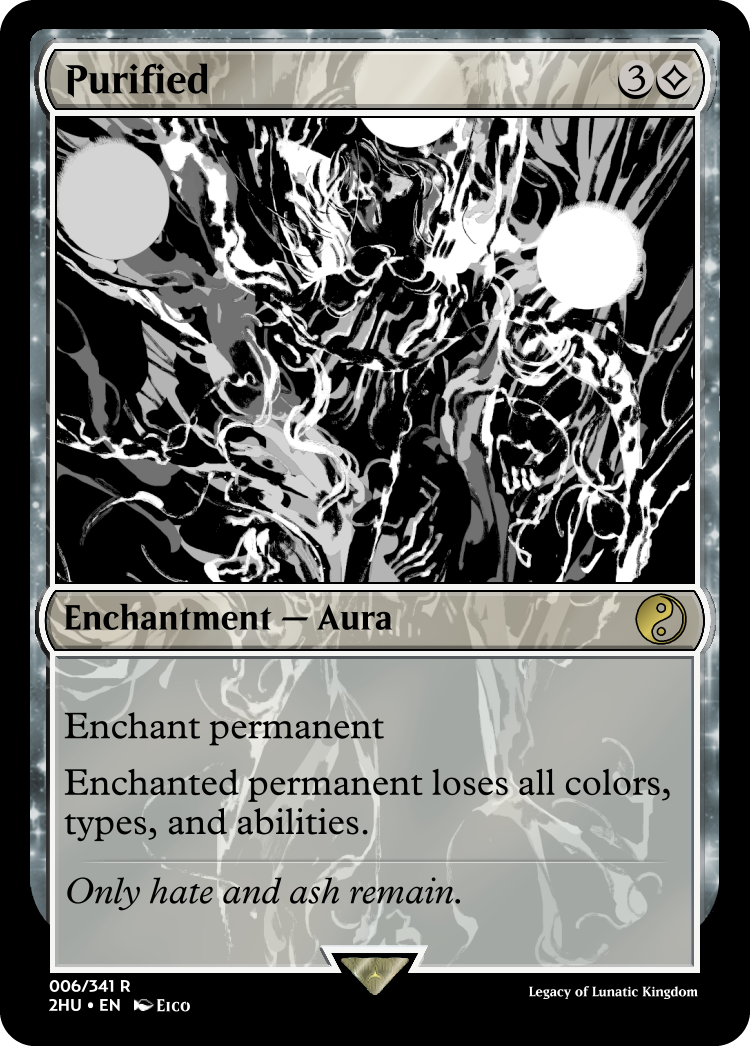 Purified 3
Enchantment — Aura
Enchant permanent
Enchanted permanent loses all colors,
types, and abilities.
Only hate and ash remain.
006/341 R
2HU • EN Eico
Legacy of Lunatic Kingdom